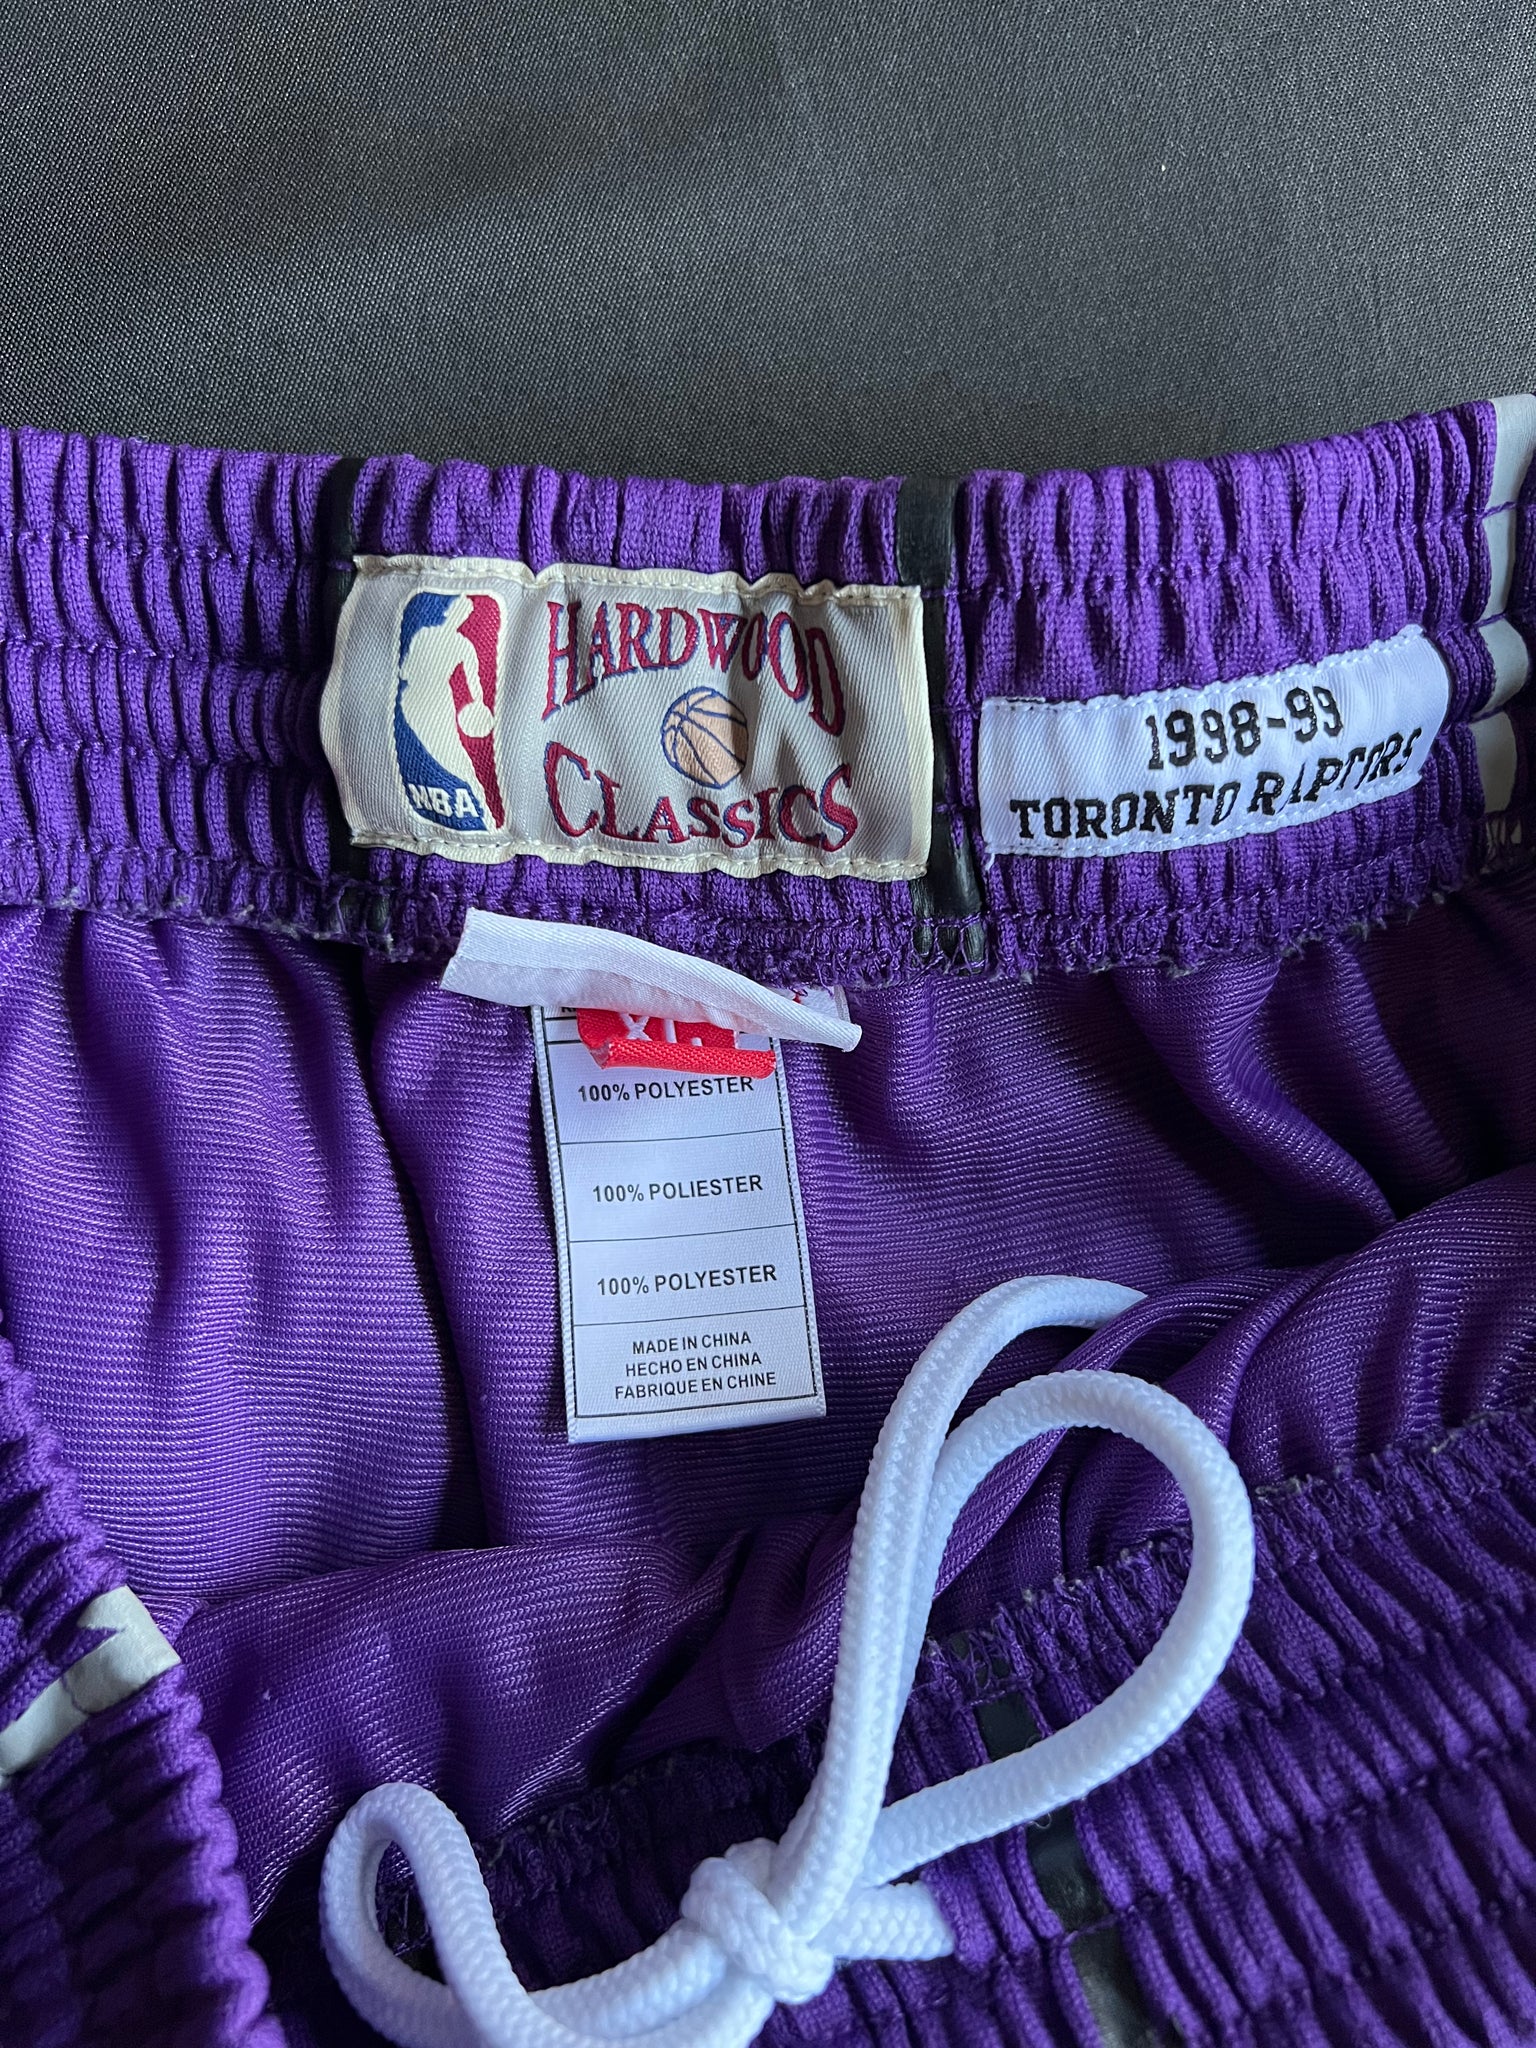 NBA
HARDWOOD
CLASSICS
1998-99
TORONTO RAPTORS
XL
100% POLYESTER
100% POLIESTER
100% POLYESTER
MADE IN CHINA
HECHO EN CHINA
FABRIQUE EN CHINE